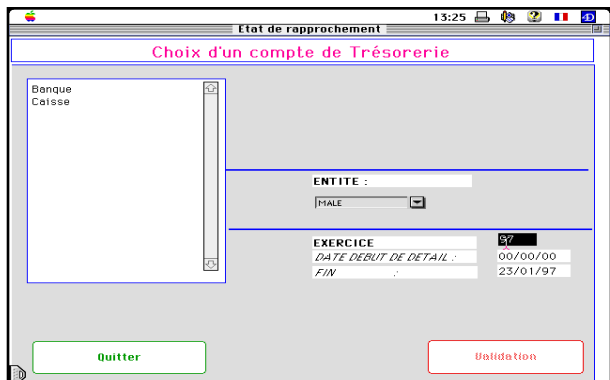 13:25
Etat de rapprochement
Choix d'un compte de Trésorerie
Banque
Caisse
ENTITE :
MALE
EXERCICE 97
DATE DEBUT DE DETAIL : 00/00/00
FIN : 23/01/97
Quitter
Validation